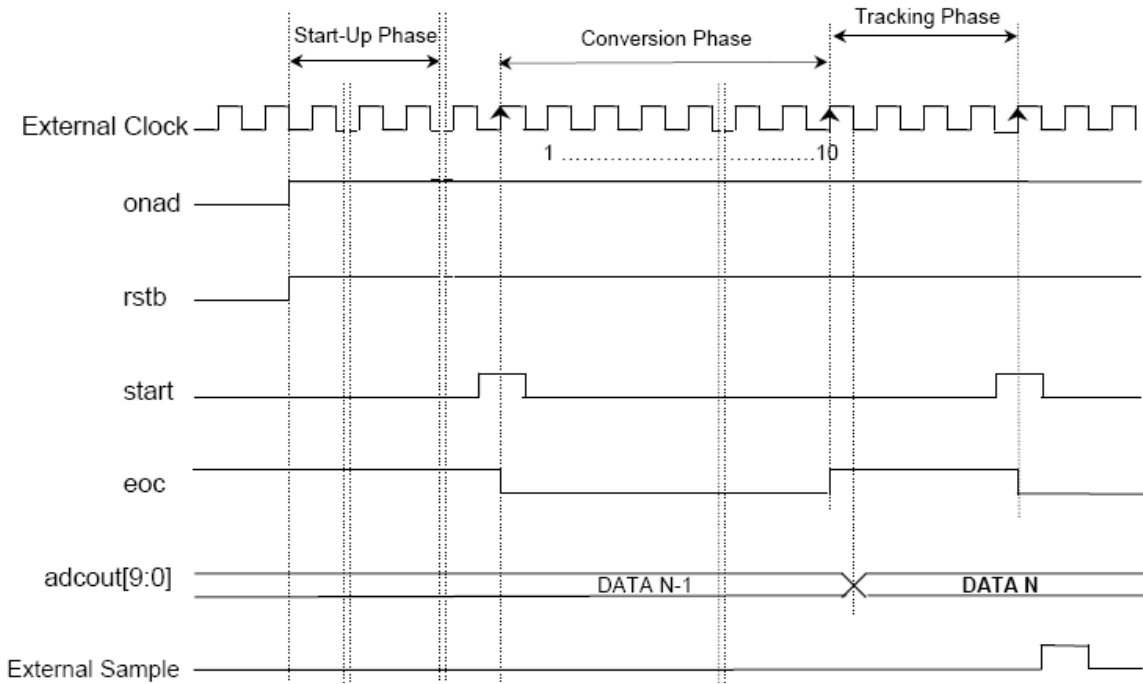 Tracking Phase
Start-Up Phase
Conversion Phase
External Clock
1 ................................................10
onad
rstb
start
eoc
adcout[9:0]
DATA N-1
DATA N
External Sample